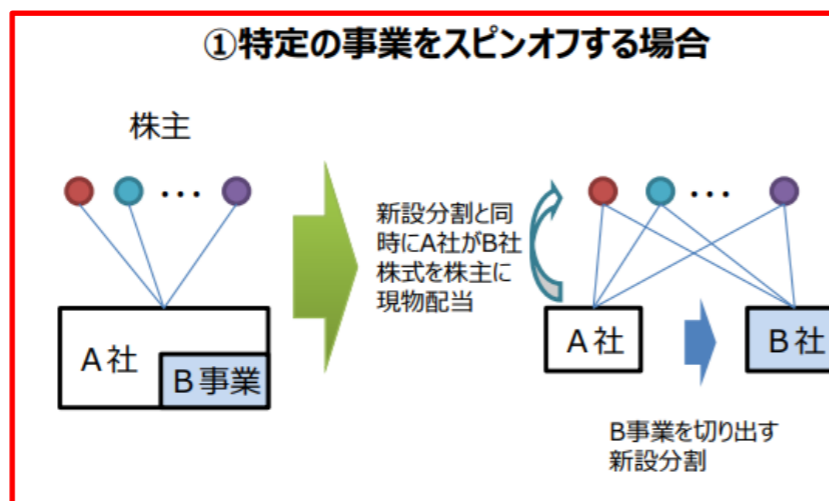 ①特定の事業をスピンオフする場合
株主
・・・
・・・
新設分割と同
時にA社がB社
株式を株主に
現物配当
A社
B事業
A社
B社
B事業を切り出す
新設分割